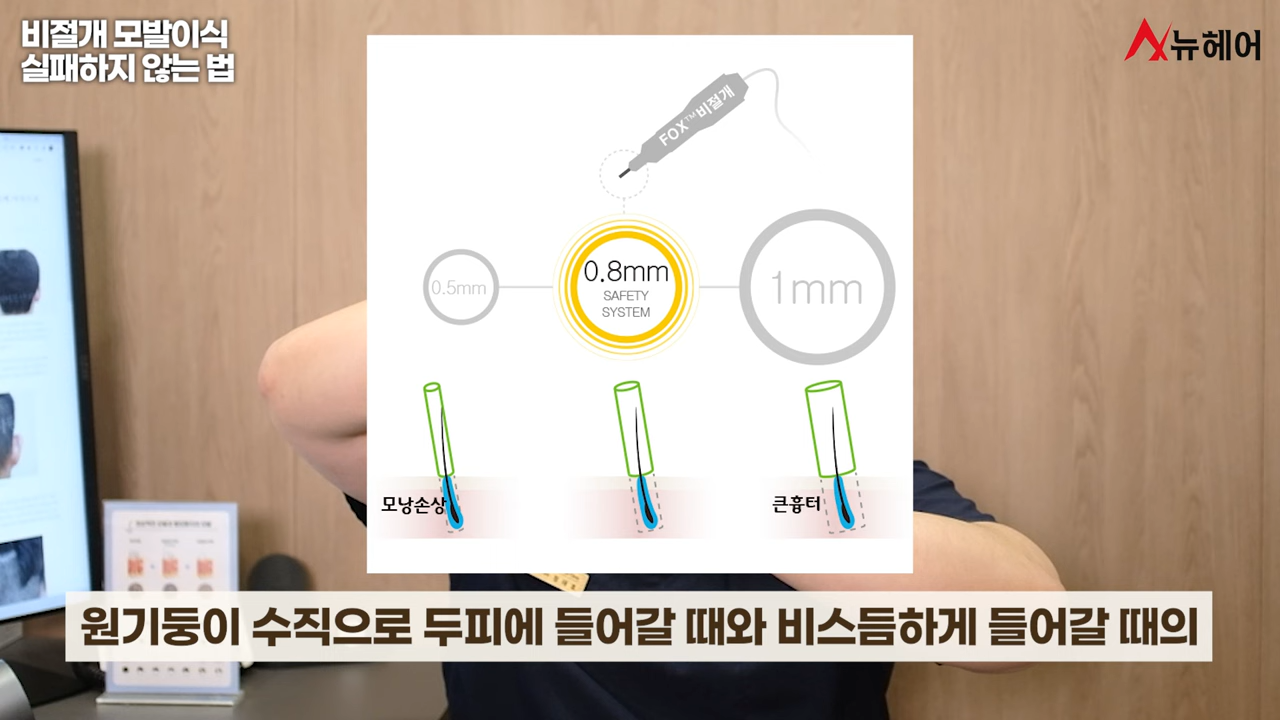 비절개 모발이식
실패하지 않는 법
뉴헤어
FOX™비절개
0.5mm
0.8mm
SAFETY
SYSTEM
1mm
모낭손상
큰흉터
원기둥이 수직으로 두피에 들어갈 때와 비스듬하게 들어갈 때의